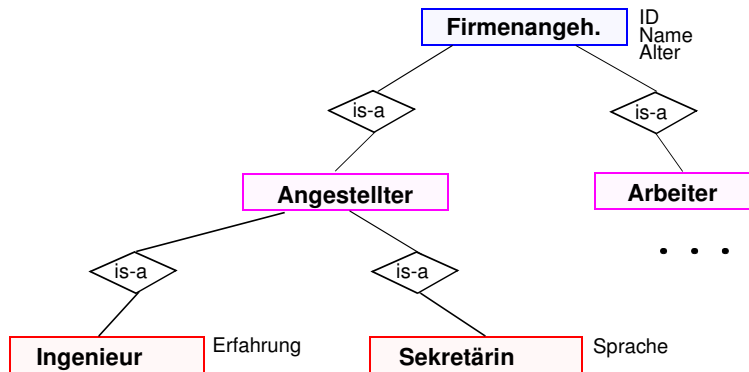 Firmenangeh.
ID
Name
Alter
is-a
is-a
Angestellter
Arbeiter
. . .
is-a
is-a
Ingenieur
Erfahrung
Sekretärin
Sprache